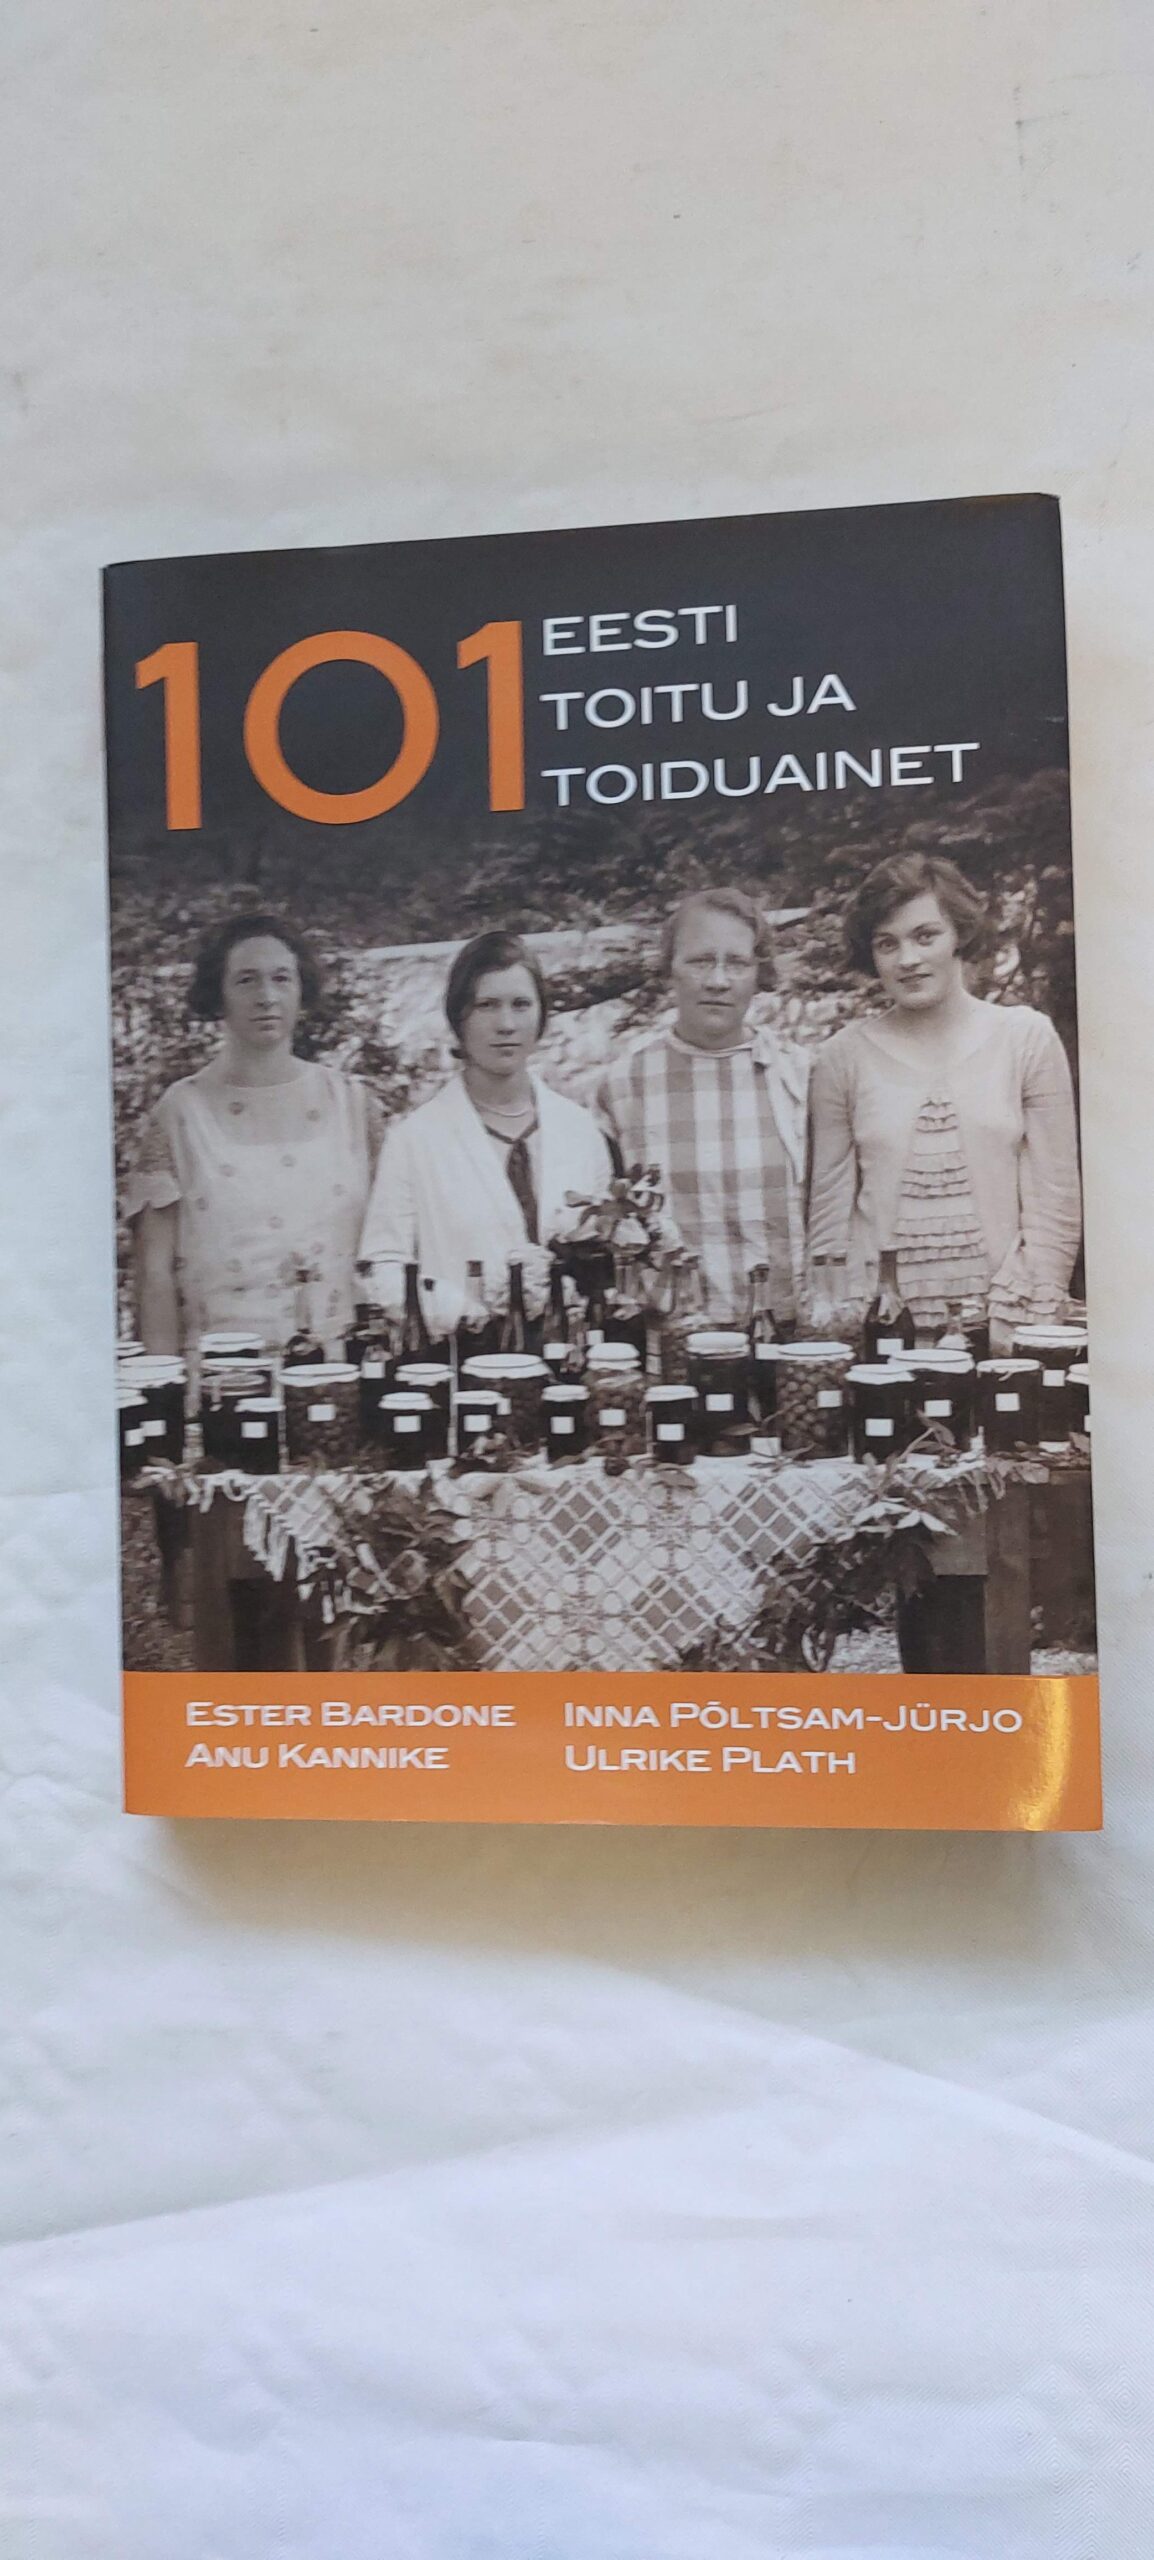 101 EESTI
TOITU JA
TOIDUAINET
ESTER BARDONE
ANU KANNIKE
INNA PÕLTSAM-JÜRJO
ULRIKE PLATH